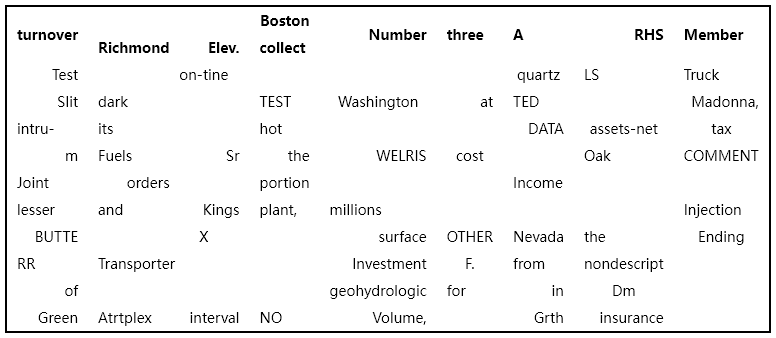 turnover Richmond Elev. Boston collect Number three A RHS Member
Test on-tine quartz LS Truck
Slit dark TEST Washington at TED Madonna,
intru- its hot DATA assets-net tax
m Fuels Sr the WELRIS cost Oak COMMENT
Joint orders portion Income
lesser and Kings plant, millions Injection
BUTTE X surface OTHER Nevada the Ending
RR Transporter Investment F. from nondescript
of geohydrologic for in Dm
Green Atrtplex interval NO Volume, Grth insurance